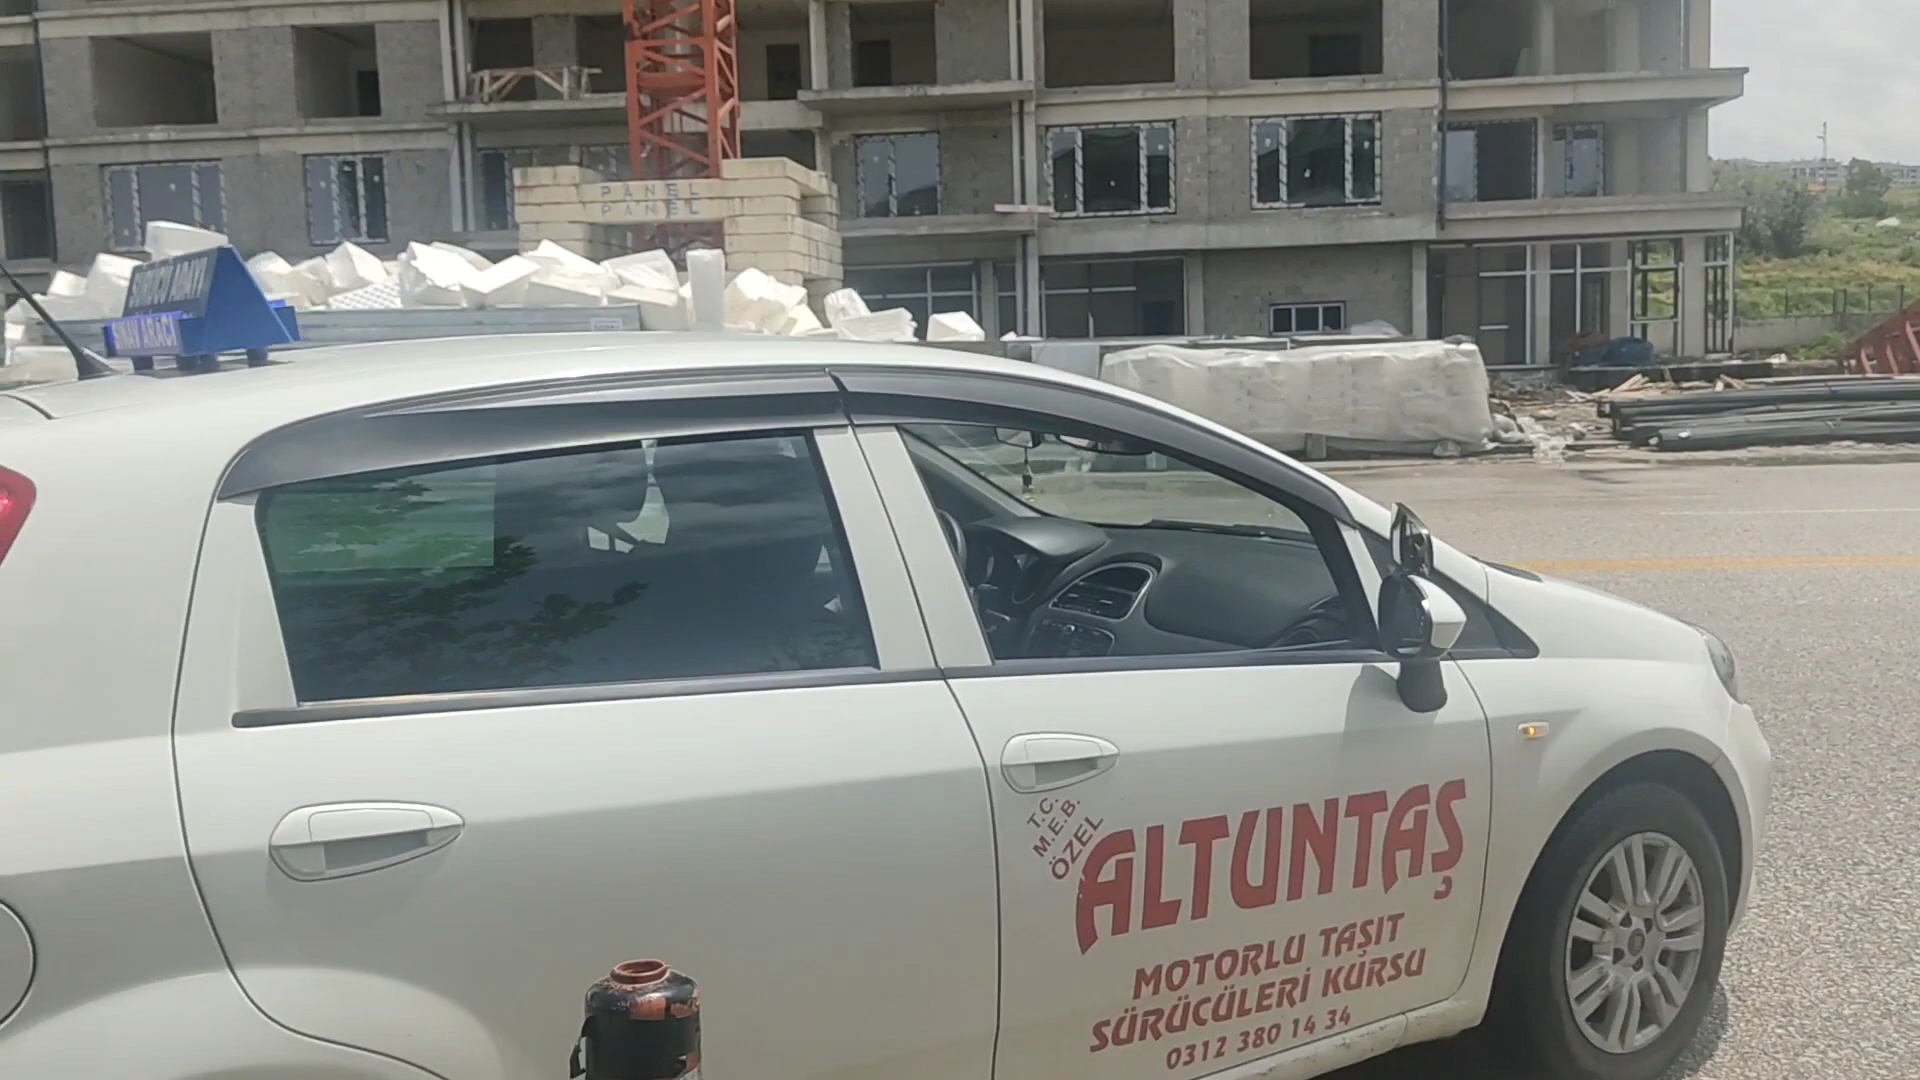 PANEL
PANEL
SÜRÜCÜ ADAYI
SINAV ARACI
T.C.
M.E.B.
ÖZEL
ALTUNTAŞ
MOTORLU TAŞIT
SÜRÜCÜLERİ KURSU
0312 380 14 34